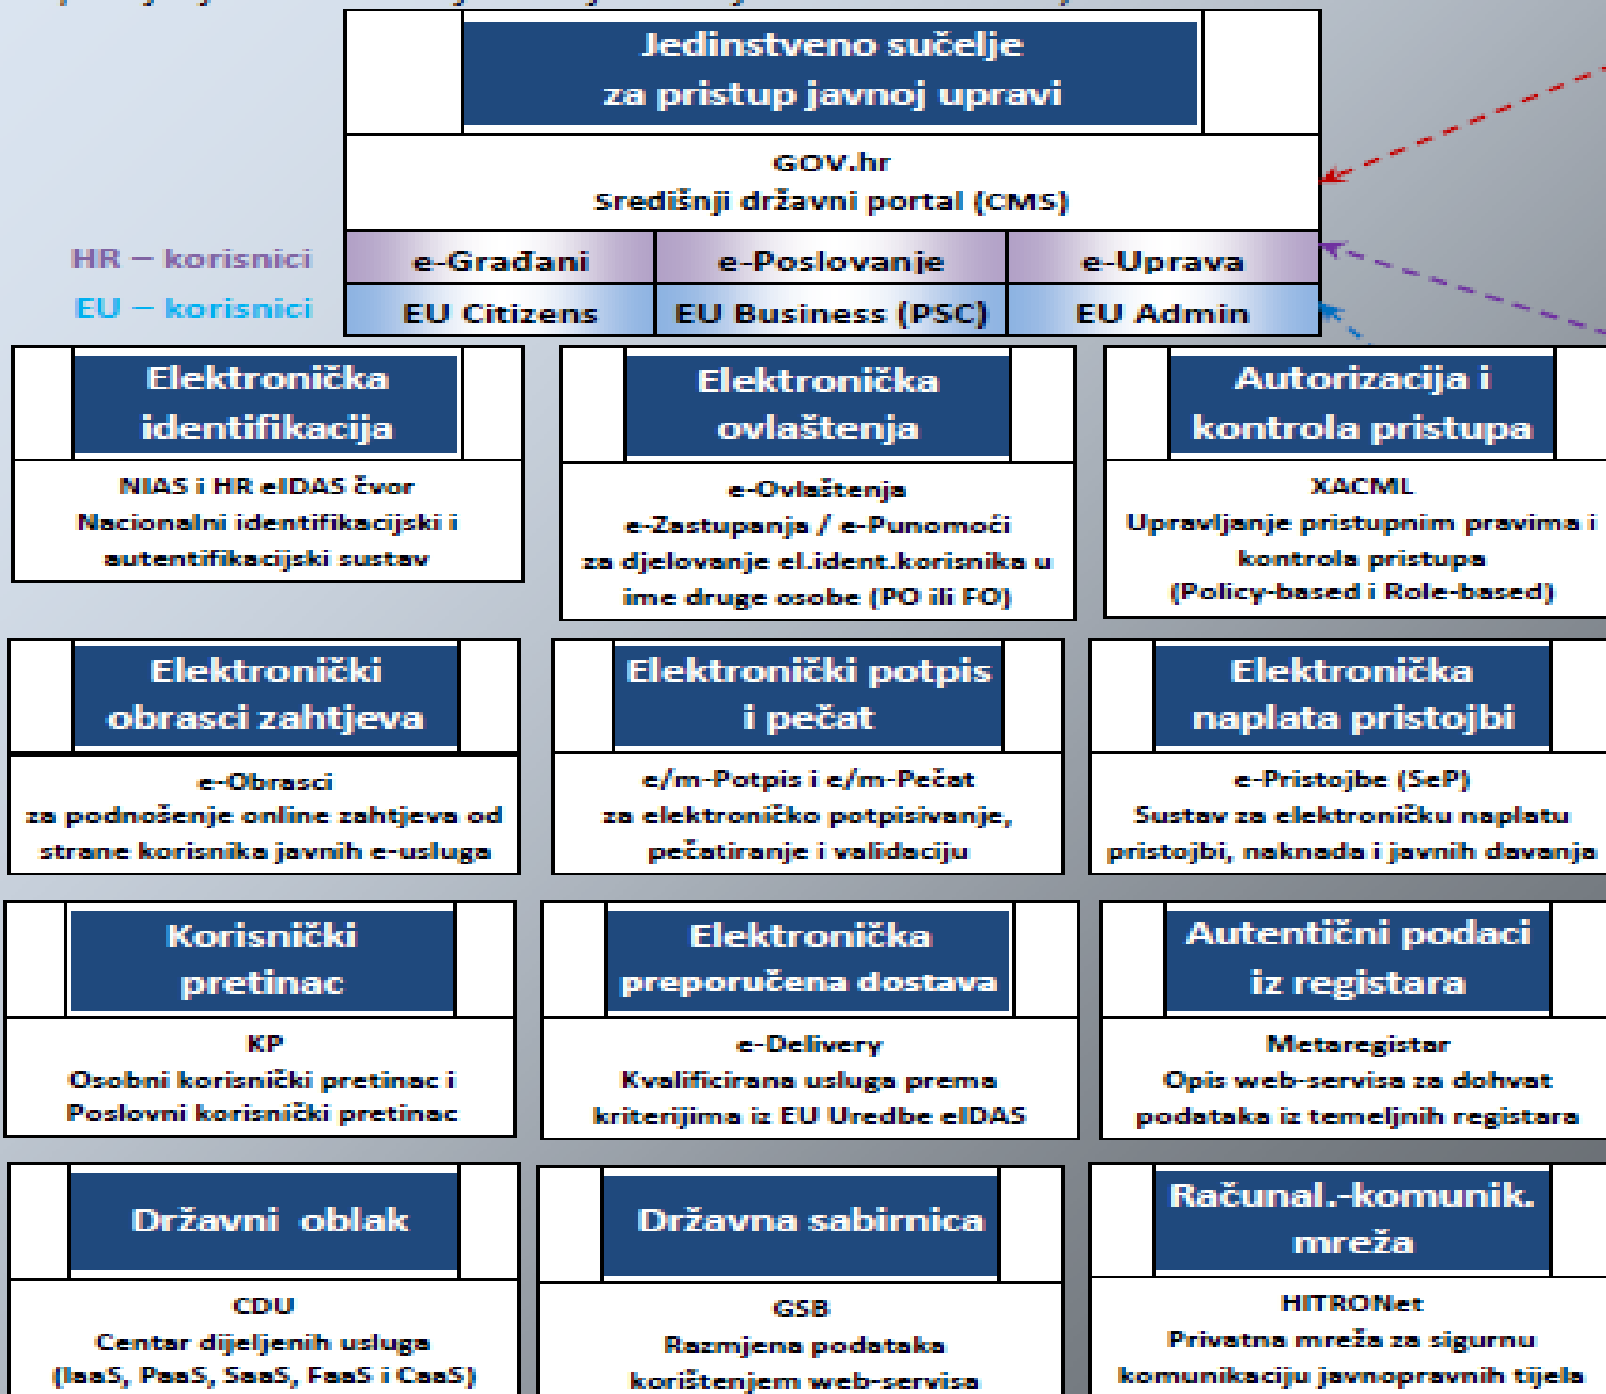 Jedinstveno sučelje
za pristup javnoj upravi
GOV.hr
Središnji državni portal (CMS)
HR – korisnici
e-Građani
e-Poslovanje
e-Uprava
EU – korisnici
EU Citizens
EU Business (PSC)
EU Admin
Elektronička
identifikacija
NIAS i HR eIDAS čvor
Nacionalni identifikacijski i
autentifikacijski sustav
Elektronička
ovlaštenja
e-Ovlaštenja
e-Zastupanja / e-Punomoći
za djelovanje el.ident.korisnika u
ime druge osobe (PO ili FO)
Autorizacija i
kontrola pristupa
XACML
Upravljanje pristupnim pravima i
kontrola pristupa
(Policy-based i Role-based)
Elektronički
obrasci zahtjeva
e-Obrasci
za podnošenje online zahtjeva od
strane korisnika javnih e-usluga
Elektronički potpis
i pečat
e/m-Potpis i e/m-Pečat
za elektroničko potpisivanje,
pečatiranje i validaciju
Elektronička
naplata pristojbi
e-Pristojbe (SeP)
Sustav za elektroničku naplatu
pristojbi, naknada i javnih davanja
Korisnički
pretinac
KP
Osobni korisnički pretinac i
Poslovni korisnički pretinac
Elektronička
preporučena dostava
e-Delivery
Kvalificirana usluga prema
kriterijima iz EU Uredbe eIDAS
Autentični podaci
iz registara
Metaregistar
Opis web-servisa za dohvat
podataka iz temeljnih registara
Državni oblak
CDU
Centar dijeljenih usluga
(IaaS, PaaS, SaaS, FaaS i CaaS)
Državna sabirnica
GSB
Razmjena podataka
korištenjem web-servisa
Računal.-komunik.
mreža
HITRONet
Privatna mreža za sigurnu
komunikaciju javnopravnih tijela